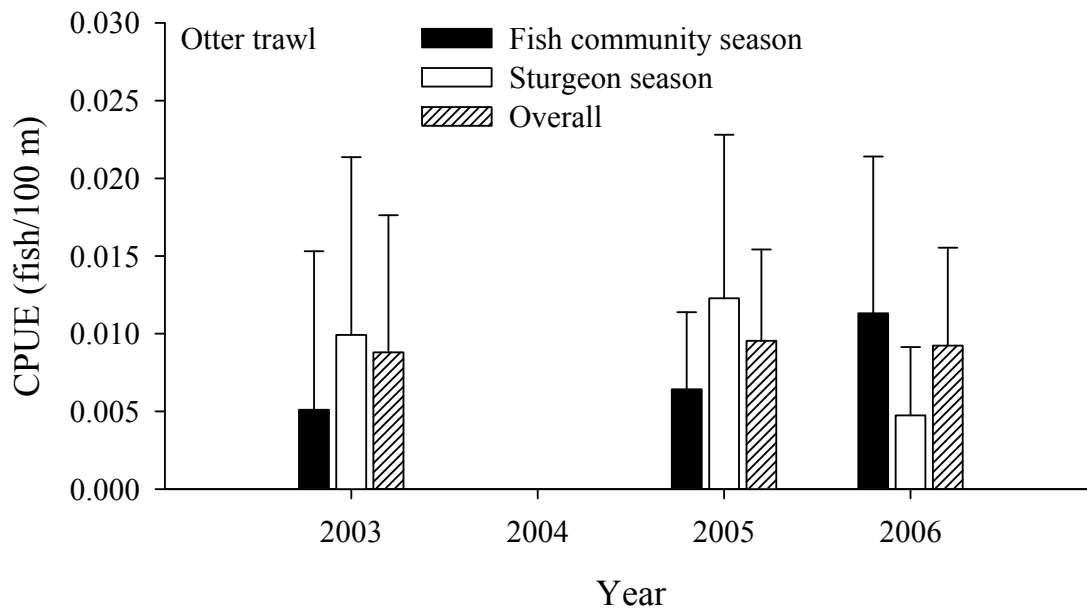 Otter trawl
Fish community season
Sturgeon season
Overall
CPUE (fish/100 m)
0.030
0.025
0.020
0.015
0.010
0.005
0.000
2003 2004 2005 2006
Year